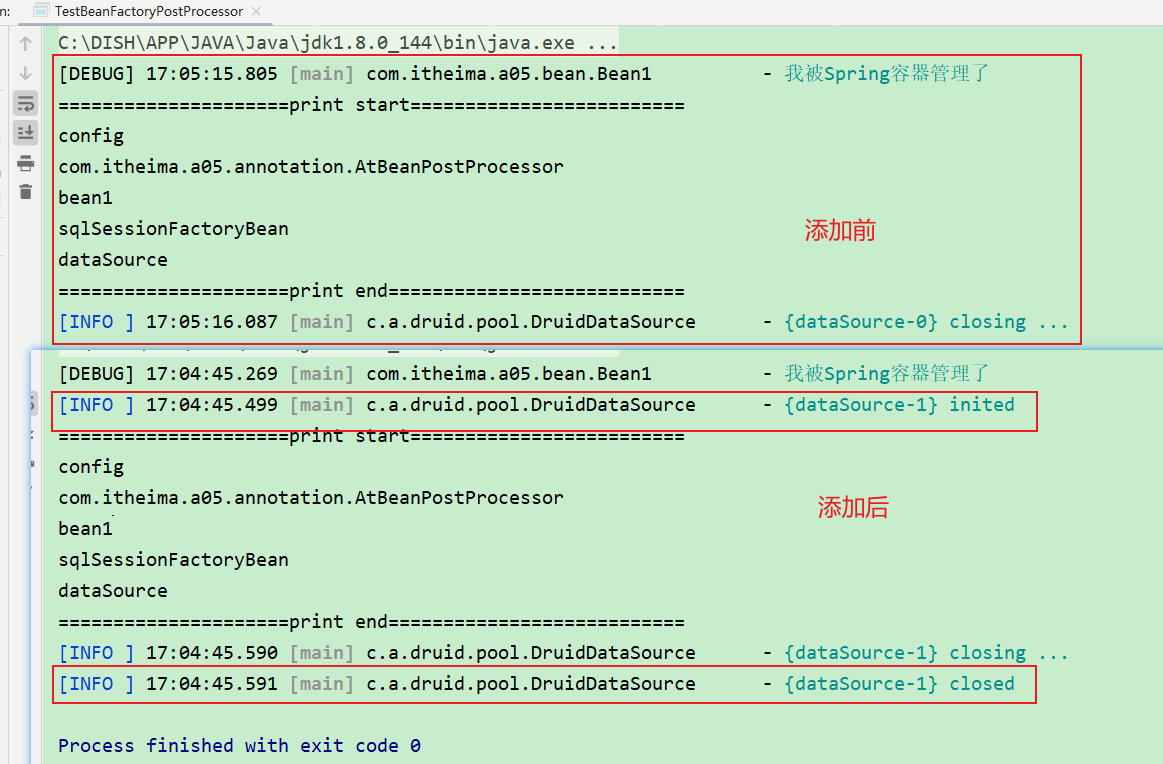 n:
TestBeanFactoryPostProcessor
C:\DISH\APP\JAVA\Java\jdk1.8.0_144\bin\java.exe ...
[DEBUG] 17:05:15.805 [main] com.itheima.a05.bean.Bean1 - 我被Spring容器管理了
=====================print start=========================
config
com.itheima.a05.annotation.AtBeanPostProcessor
bean1
sqlSessionFactoryBean
添加前
dataSource
=====================print end===========================
[INFO ] 17:05:16.087 [main] c.a.druid.pool.DruidDataSource - {dataSource-0} closing ...
[DEBUG] 17:04:45.269 [main] com.itheima.a05.bean.Bean1 - 我被Spring容器管理了
[INFO ] 17:04:45.499 [main] c.a.druid.pool.DruidDataSource - {dataSource-1} inited
=====================print start=========================
config
com.itheima.a05.annotation.AtBeanPostProcessor
添加后
bean1
sqlSessionFactoryBean
dataSource
=====================print end===========================
[INFO ] 17:04:45.590 [main] c.a.druid.pool.DruidDataSource - {dataSource-1} closing ...
[INFO ] 17:04:45.591 [main] c.a.druid.pool.DruidDataSource - {dataSource-1} closed
Process finished with exit code 0